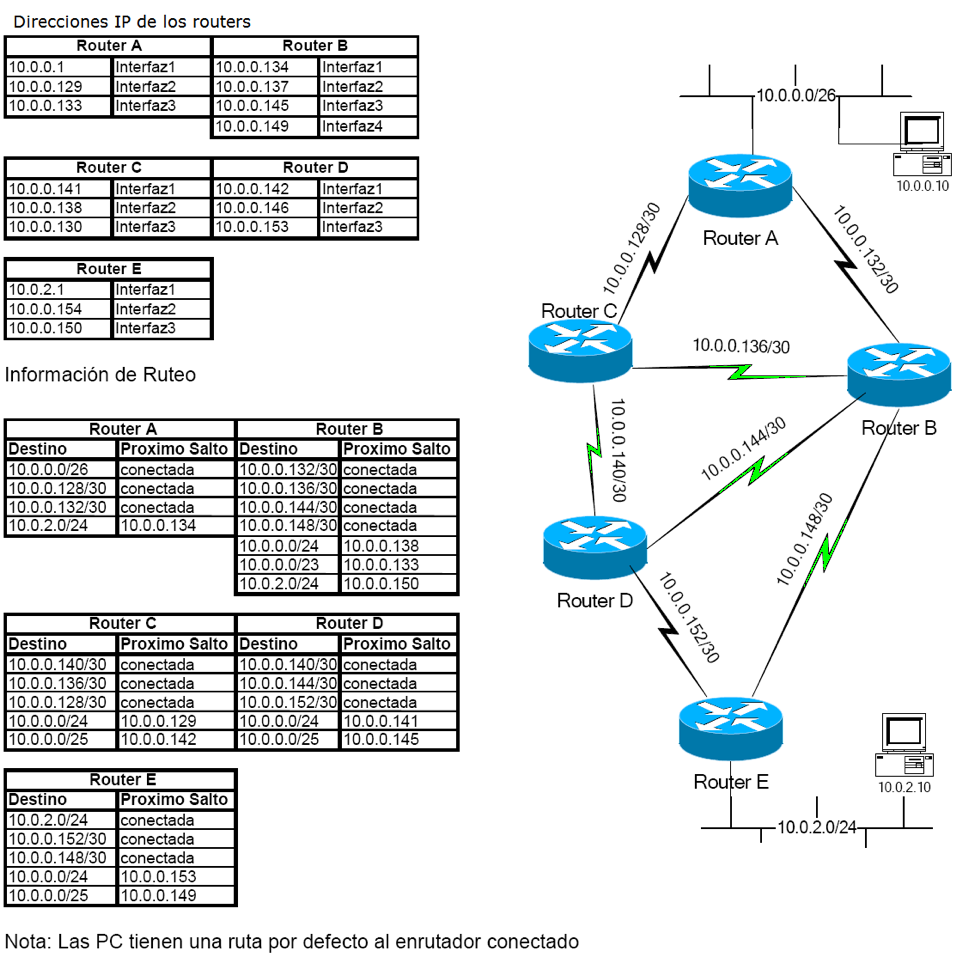 Direcciones IP de los routers
Router A Router B
10.0.0.1 Interfaz1 10.0.0.134 Interfaz1
10.0.0.129 Interfaz2 10.0.0.137 Interfaz2
10.0.0.133 Interfaz3 10.0.0.145 Interfaz3
10.0.0.149 Interfaz4
Router C Router D
10.0.0.141 Interfaz1 10.0.0.142 Interfaz1
10.0.0.138 Interfaz2 10.0.0.146 Interfaz2
10.0.0.130 Interfaz3 10.0.0.153 Interfaz3
Router E
10.0.2.1 Interfaz1
10.0.0.154 Interfaz2
10.0.0.150 Interfaz3
Información de Ruteo
Router A Router B
Destino Proximo Salto Destino Proximo Salto
10.0.0.0/26 conectada 10.0.0.132/30 conectada
10.0.0.128/30 conectada 10.0.0.136/30 conectada
10.0.0.132/30 conectada 10.0.0.144/30 conectada
10.0.2.0/24 10.0.0.134 10.0.0.148/30 conectada
10.0.0.0/24 10.0.0.138
10.0.0.0/23 10.0.0.133
10.0.2.0/24 10.0.0.150
Router C Router D
Destino Proximo Salto Destino Proximo Salto
10.0.0.140/30 conectada 10.0.0.140/30 conectada
10.0.0.136/30 conectada 10.0.0.144/30 conectada
10.0.0.128/30 conectada 10.0.0.152/30 conectada
10.0.0.0/24 10.0.0.129 10.0.0.0/24 10.0.0.141
10.0.0.0/25 10.0.0.142 10.0.0.0/25 10.0.0.145
Router E
Destino Proximo Salto
10.0.2.0/24 conectada
10.0.0.152/30 conectada
10.0.0.148/30 conectada
10.0.0.0/24 10.0.0.153
10.0.0.0/25 10.0.0.149
Nota: Las PC tienen una ruta por defecto al enrutador conectado
10.0.0.0/26
10.0.0.10
Router A
10.0.0.128/30
10.0.0.132/30
Router C
10.0.0.136/30
Router B
10.0.0.140/30
10.0.0.144/30
10.0.0.148/30
Router D
10.0.0.152/30
Router E
10.0.2.10
10.0.2.0/24